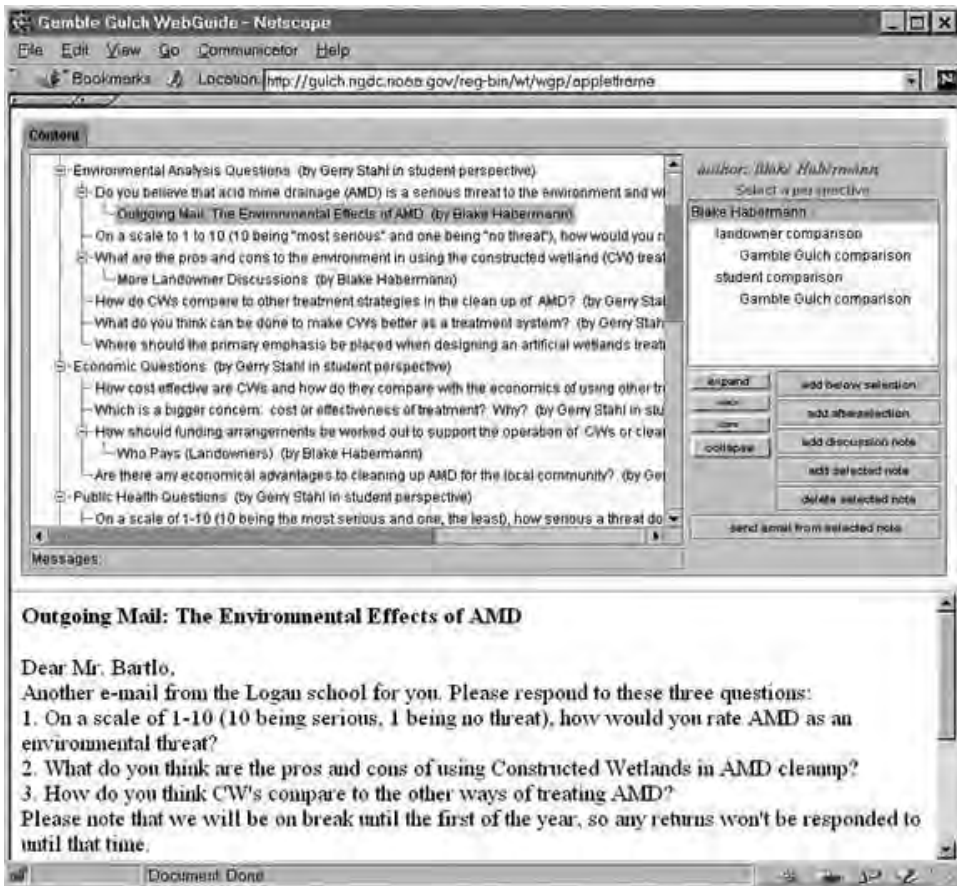 Gamble Gulch WebGuide - Netscape
File Edit View Go Communicator Help
Bookmarks Location: http://gulch.ngdc.noaa.gov/reg-bin/wt/wgp/appletframe
Content
Environmental Analysis Questions (by Gerry Stahl in student perspective)
Do you believe that acid mine drainage (AMD) is a serious threat to the environment and wi
Outgoing Mail: The Environmental Effects of AMD (by Blake Habermann)
On a scale to 1 to 10 (10 being "most serious" and one being "no threat"), how would you r
What are the pros and cons to the environment in using the constructed wetland (CW) treat
More Landowner Discussions (by Blake Habermann)
How do CWs compare to other treatment strategies in the clean up of AMD? (by Gerry Stal
What do you think can be done to make CWs better as a treatment system? (by Gerry Stah
Where should the primary emphasis be placed when designing an artificial wetlands treat
Economic Questions (by Gerry Stahl in student perspective)
How cost effective are CWs and how do they compare with the economics of using other tr
Which is a bigger concern: cost or effectiveness of treatment? Why? (by Gerry Stahl in stu
How should funding arrangements be worked out to support the operation of CWs or clear
Who Pays (Landowners) (by Blake Habermann)
Are there any economical advantages to cleaning up AMD for the local community? (by Ger
Public Health Questions (by Gerry Stahl in student perspective)
On a scale of 1-10 (10 being the most serious and one, the least), how serious a threat do
Messages:
author: Blake Habermann
Select a perspective
Blake Habermann
landowner comparison
Gamble Gulch comparison
student comparison
Gamble Gulch comparison
expand
collapse
add below selection
add after selection
add discussion note
edit selected note
delete selected note
send email from selected note
Outgoing Mail: The Environmental Effects of AMD
Dear Mr. Bartlo,
Another e-mail from the Logan school for you. Please respond to these three questions:
1. On a scale of 1-10 (10 being serious, 1 being no threat), how would you rate AMD as an
environmental threat?
2. What do you think are the pros and cons of using Constructed Wetlands in AMD cleanup?
3. How do you think CW's compare to the other ways of treating AMD?
Please note that we will be on break until the first of the year, so any returns won't be responded to
until that time.
Document: Done